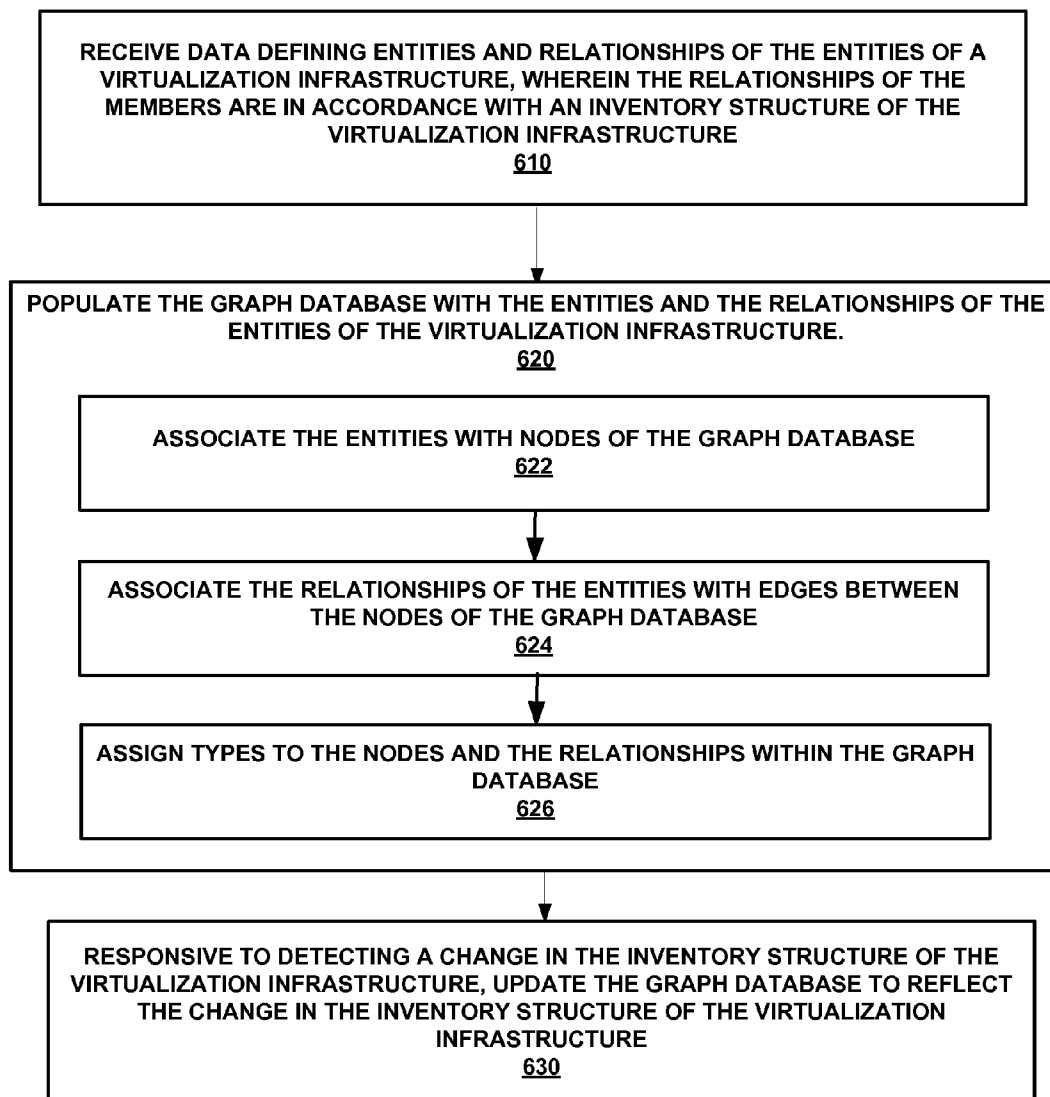 RECEIVE DATA DEFINING ENTITIES AND RELATIONSHIPS OF THE ENTITIES OF A
VIRTUALIZATION INFRASTRUCTURE, WHEREIN THE RELATIONSHIPS OF THE
MEMBERS ARE IN ACCORDANCE WITH AN INVENTORY STRUCTURE OF THE
VIRTUALIZATION INFRASTRUCTURE
610
POPULATE THE GRAPH DATABASE WITH THE ENTITIES AND THE RELATIONSHIPS OF THE
ENTITIES OF THE VIRTUALIZATION INFRASTRUCTURE.
620
ASSOCIATE THE ENTITIES WITH NODES OF THE GRAPH DATABASE
622
ASSOCIATE THE RELATIONSHIPS OF THE ENTITIES WITH EDGES BETWEEN
THE NODES OF THE GRAPH DATABASE
624
ASSIGN TYPES TO THE NODES AND THE RELATIONSHIPS WITHIN THE GRAPH
DATABASE
626
RESPONSIVE TO DETECTING A CHANGE IN THE INVENTORY STRUCTURE OF THE
VIRTUALIZATION INFRASTRUCTURE, UPDATE THE GRAPH DATABASE TO REFLECT
THE CHANGE IN THE INVENTORY STRUCTURE OF THE VIRTUALIZATION
INFRASTRUCTURE
630